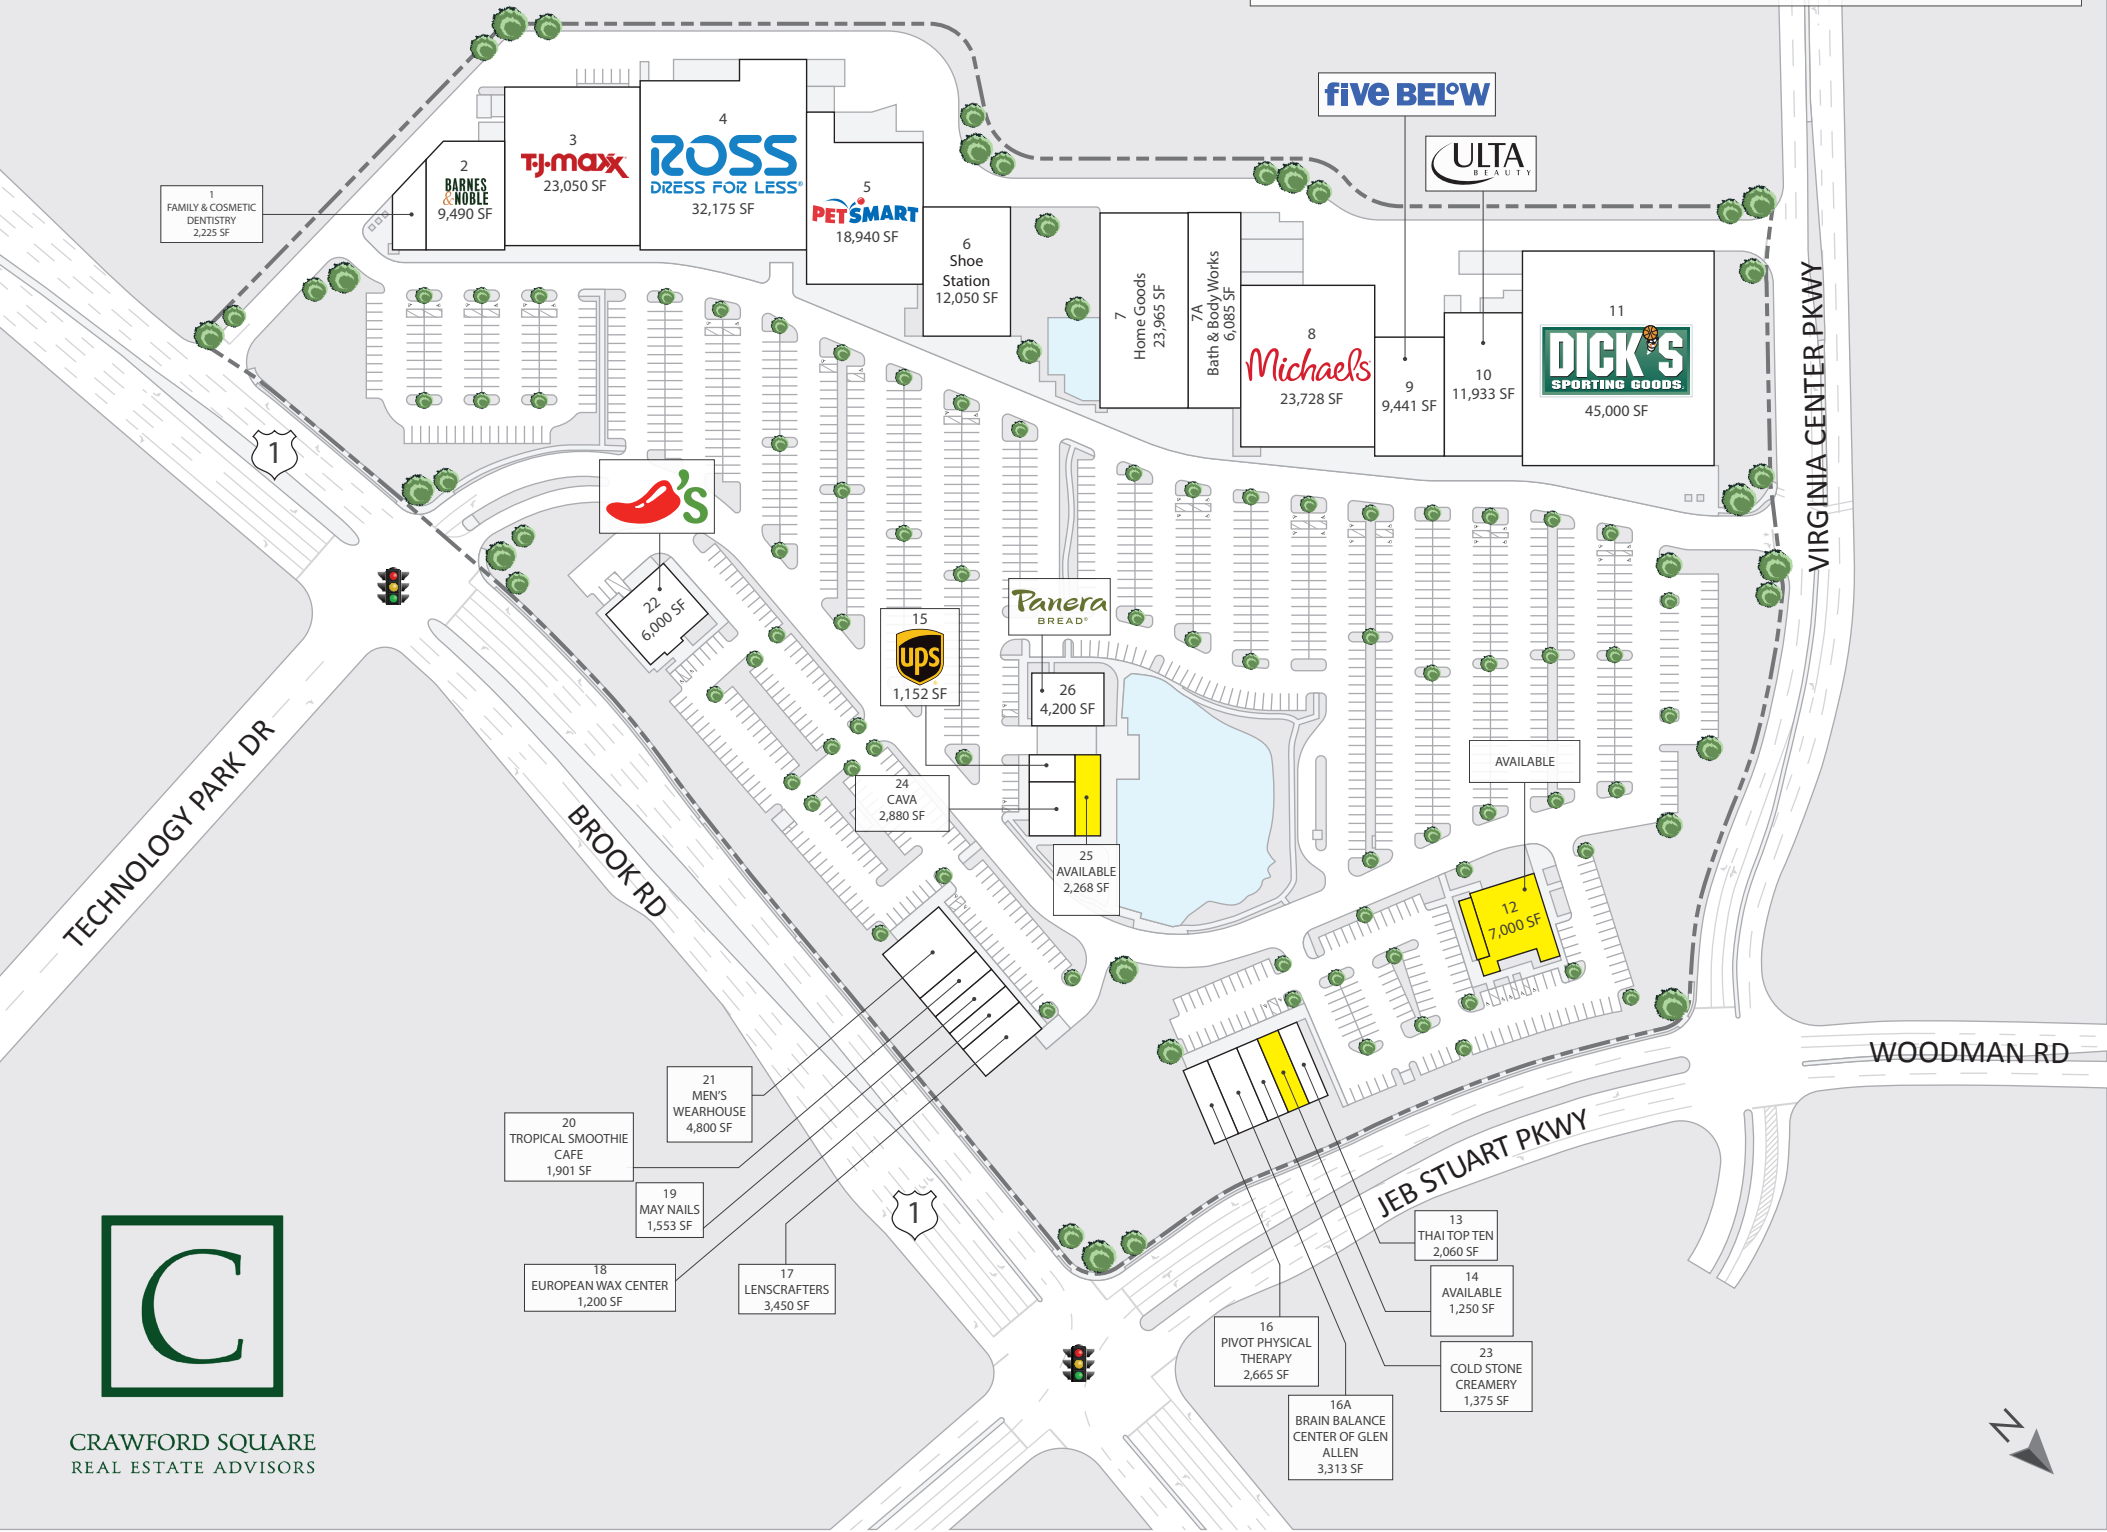 five BEL°W
ULTA
BEAUTY
1
FAMILY & COSMETIC
DENTISTRY
2,225 SF
2
BARNES
&NOBLE
9,490 SF
3
T.J.maxx
23,050 SF
4
ROSS
DRESS FOR LESS®
32,175 SF
5
PETSMART
18,940 SF
6
Shoe
Station
12,050 SF
7
Home Goods
23,965 SF
7A
Bath & Body Works
6,085 SF
8
Michaels
23,728 SF
9
9,441 SF
10
11,933 SF
11
DICK'S
SPORTING GOODS
45,000 SF
VIRGINIA CENTER PKWY
1
'S
22
6,000 SF
15
ups
1,152 SF
Panera
BREAD®
26
4,200 SF
24
CAVA
2,880 SF
25
AVAILABLE
2,268 SF
AVAILABLE
12
7,000 SF
TECHNOLOGY PARK DR
BROOK RD
WOODMAN RD
JEB STUART PKWY
21
MEN'S
WEARHOUSE
4,800 SF
20
TROPICAL SMOOTHIE
CAFE
1,901 SF
19
MAY NAILS
1,553 SF
18
EUROPEAN WAX CENTER
1,200 SF
17
LENSCRAFTERS
3,450 SF
1
13
THAI TOP TEN
2,060 SF
14
AVAILABLE
1,250 SF
23
COLD STONE
CREAMERY
1,375 SF
16
PIVOT PHYSICAL
THERAPY
2,665 SF
16A
BRAIN BALANCE
CENTER OF GLEN
ALLEN
3,313 SF
C
CRAWFORD SQUARE
REAL ESTATE ADVISORS
N